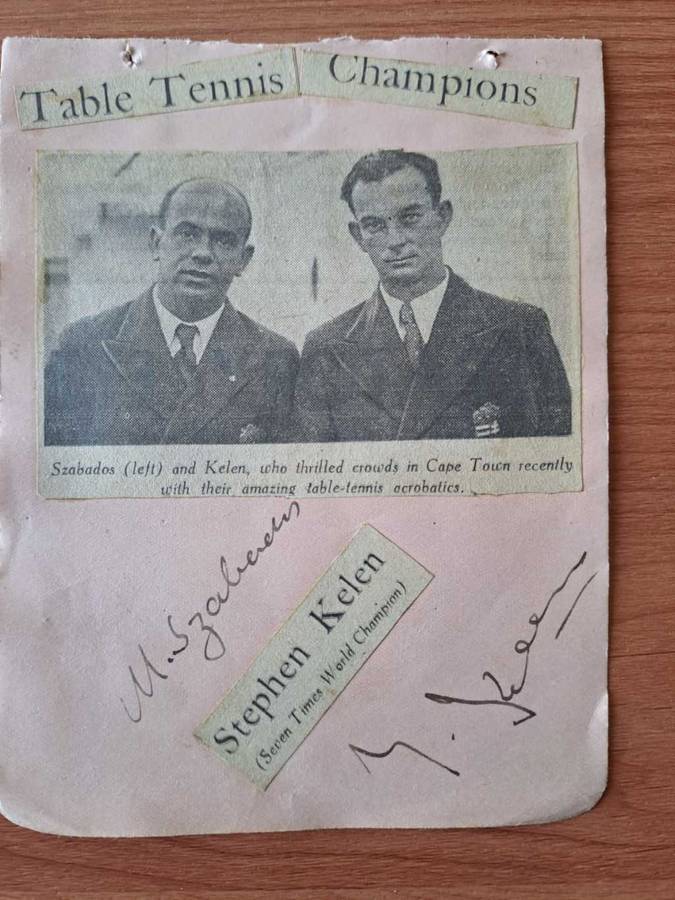 Table Tennis Champions
Szabados (left) and Kelen, who thrilled crowds in Cape Town recently
with their amazing table-tennis acrobatics.
M. Szabados
Stephen Kelen
(Seven Times World Champion)
Kelen